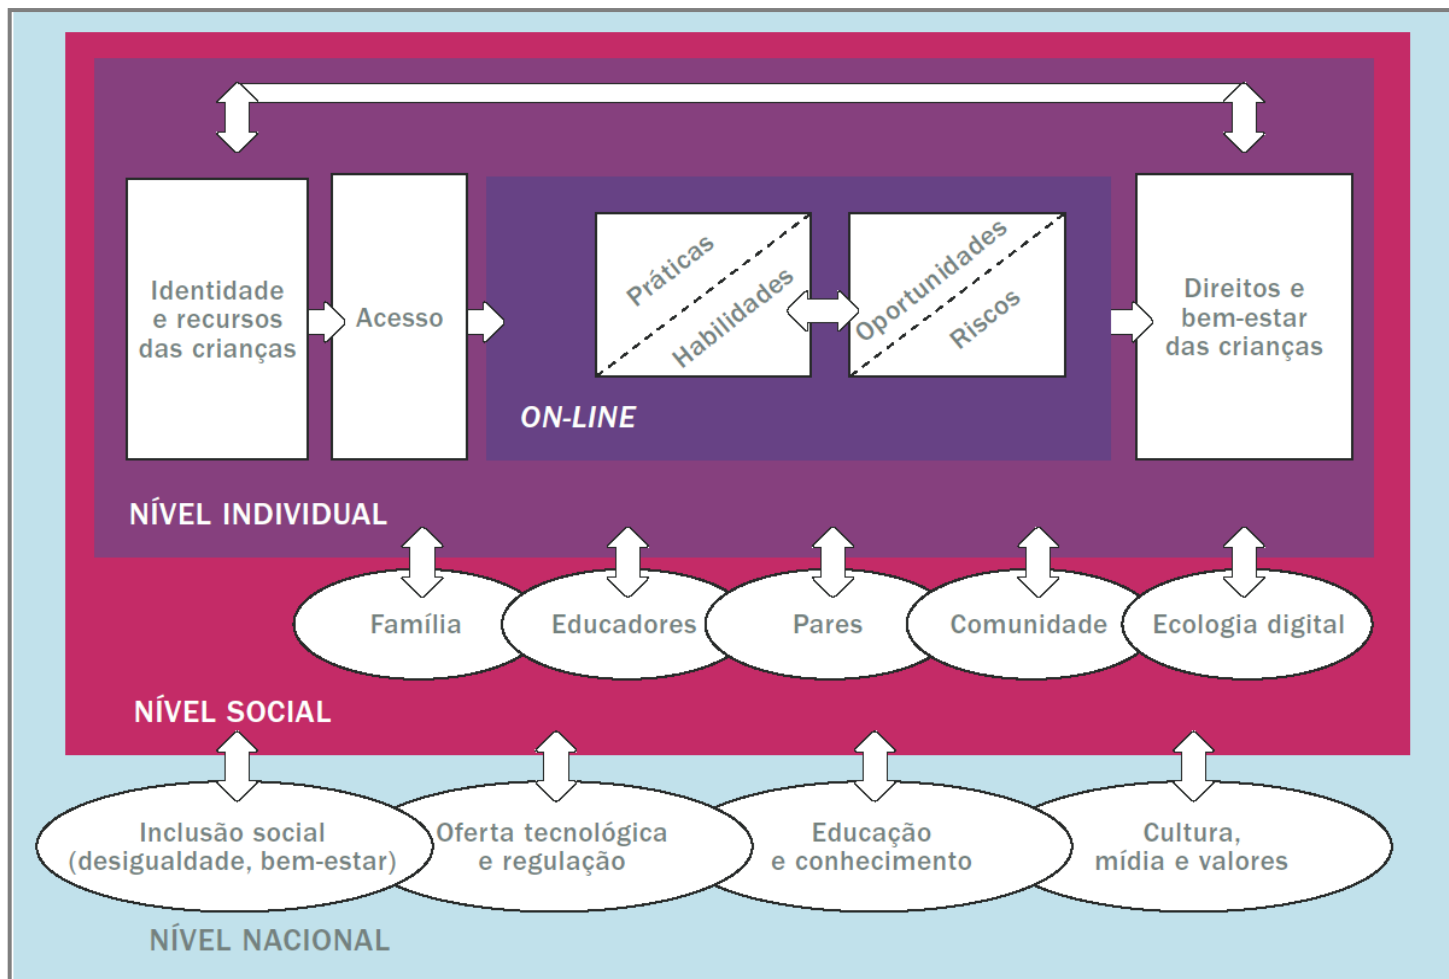 Identidade
e recursos
das crianças
Acesso
Práticas
Habilidades
Oportunidades
Riscos
Direitos e
bem-estar
das crianças
ON-LINE
NÍVEL INDIVIDUAL
Família
Educadores
Pares
Comunidade
Ecologia digital
NÍVEL SOCIAL
Inclusão social
(desigualdade, bem-estar)
Oferta tecnológica
e regulação
Educação
e conhecimento
Cultura,
mídia e valores
NÍVEL NACIONAL